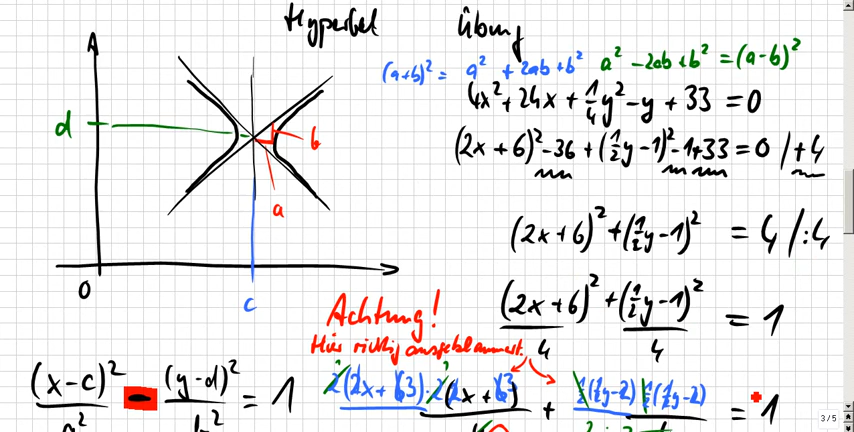 Hyperbel Übung
(a+b)² = a² + 2ab + b² a² - 2ab + b² = (a-b)²
4x² + 24x + ¼y² - y + 33 = 0
(2x+6)² - 36 + (½y-1)² - 1 + 33 = 0 /+4
(2x+6)² + (½y-1)² = 4 /:4
(2x+6)²/4 + (½y-1)²/4 = 1
d
b
a
0
c
Achtung!
Hier richtig ausgeklammert.
(x-c)²/a² - (y-d)²/b² = 1
= 1
3/5